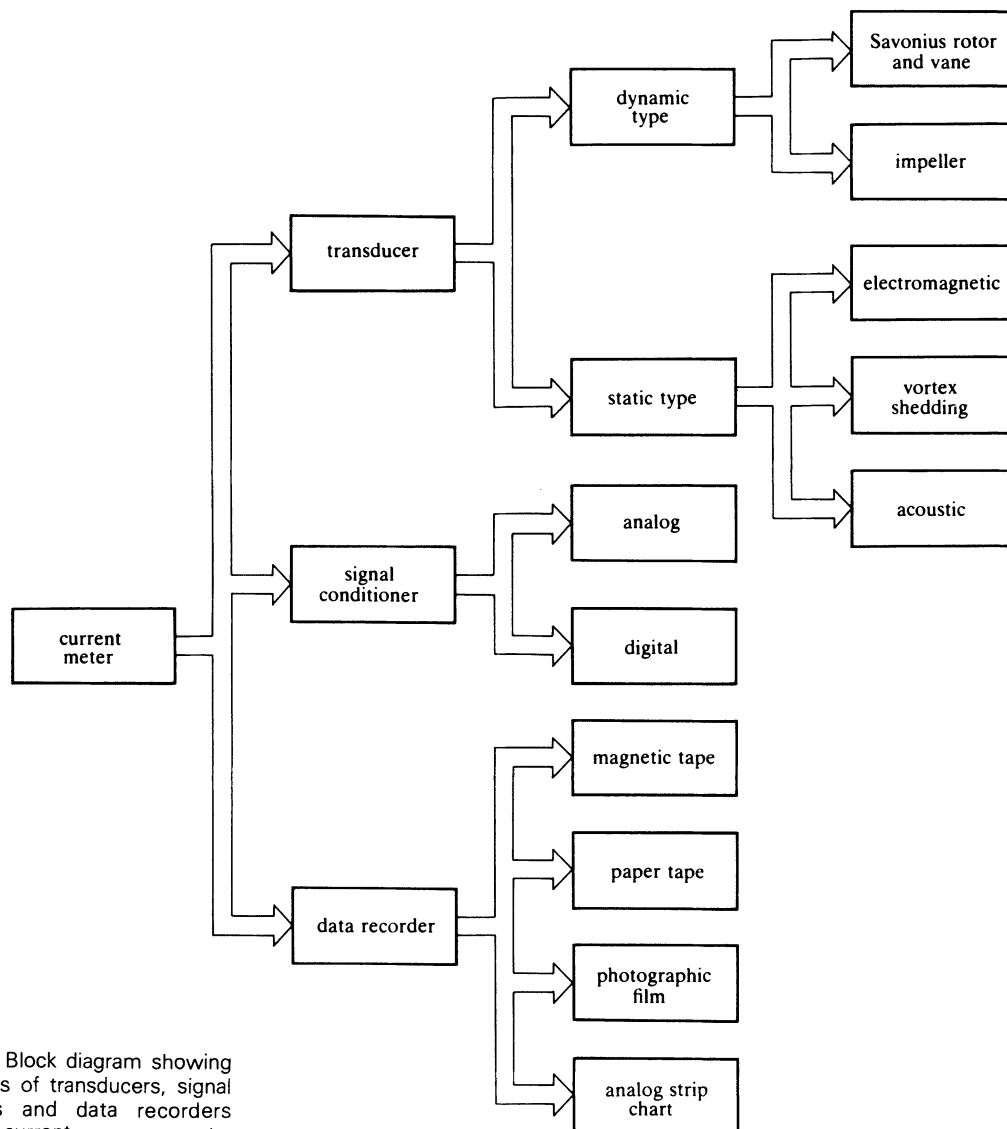 Savonius rotor
and vane
dynamic
type
impeller
transducer
electromagnetic
static type
vortex
shedding
acoustic
analog
signal
conditioner
current
meter
digital
magnetic tape
paper tape
data recorder
photographic
film
analog strip
chart
Block diagram showing
s of transducers, signal
s and data recorders
current